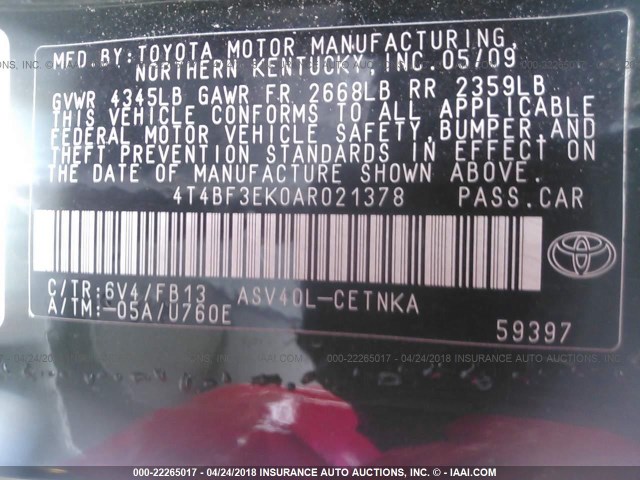 MFD. BY: TOYOTA MOTOR MANUFACTURING,
NORTHERN KENTUCKY, INC. 05/09
GVWR 4345LB GAWR FR 2668LB RR 2359LB
THIS VEHICLE CONFORMS TO ALL APPLICABLE
FEDERAL MOTOR VEHICLE SAFETY, BUMPER, AND
THEFT PREVENTION STANDARDS IN EFFECT ON
THE DATE OF MANUFACTURE SHOWN ABOVE.
4T4BF3EK0AR021378 PASS.CAR
C/TR:6V4/FB13 ASV40L-CETNKA
A/TM:-05A/U760E
59397
000-22265017 - 04/24/2018 INSURANCE AUTO AUCTIONS CORP. © - IAAI.COM